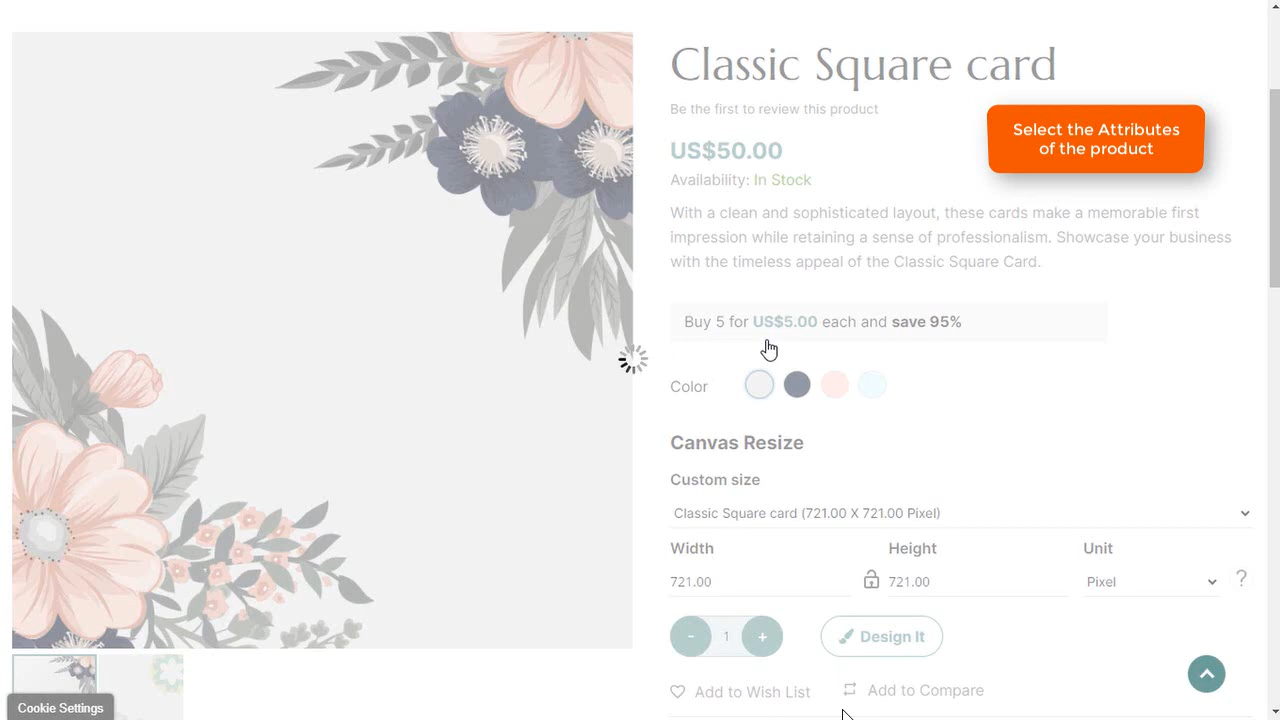 Classic Square card
Be the first to review this product
Select the Attributes
of the product
US$50.00
Availability: In Stock
With a clean and sophisticated layout, these cards make a memorable first
impression while retaining a sense of professionalism. Showcase your business
with the timeless appeal of the Classic Square Card.
Buy 5 for US$5.00 each and save 95%
Color
Canvas Resize
Custom size
Classic Square card (721.00 X 721.00 Pixel)
Width Height Unit
721.00 721.00 Pixel ?
- 1 + Design It
Add to Wish List Add to Compare
Cookie Settings